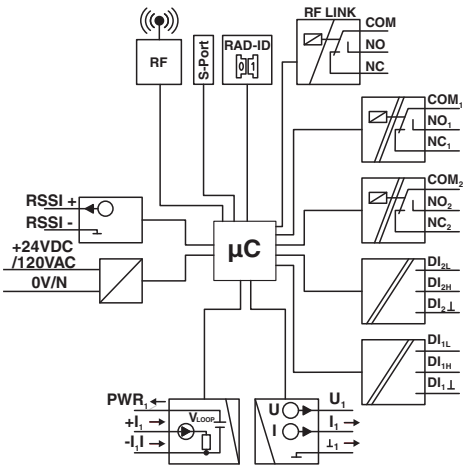 RF LINK
COM
NO
NC
RF
S-Port
RAD-ID
0 1
COM1
NO1
NC1
COM2
NO2
NC2
RSSI +
RSSI -
+24VDC
/120VAC
0V/N
µC
DI2L
DI2H
DI2⊥
DI1L
DI1H
DI1⊥
PWR1
+I1
-I1I
VLOOP
U
I
U1
I1
⊥1